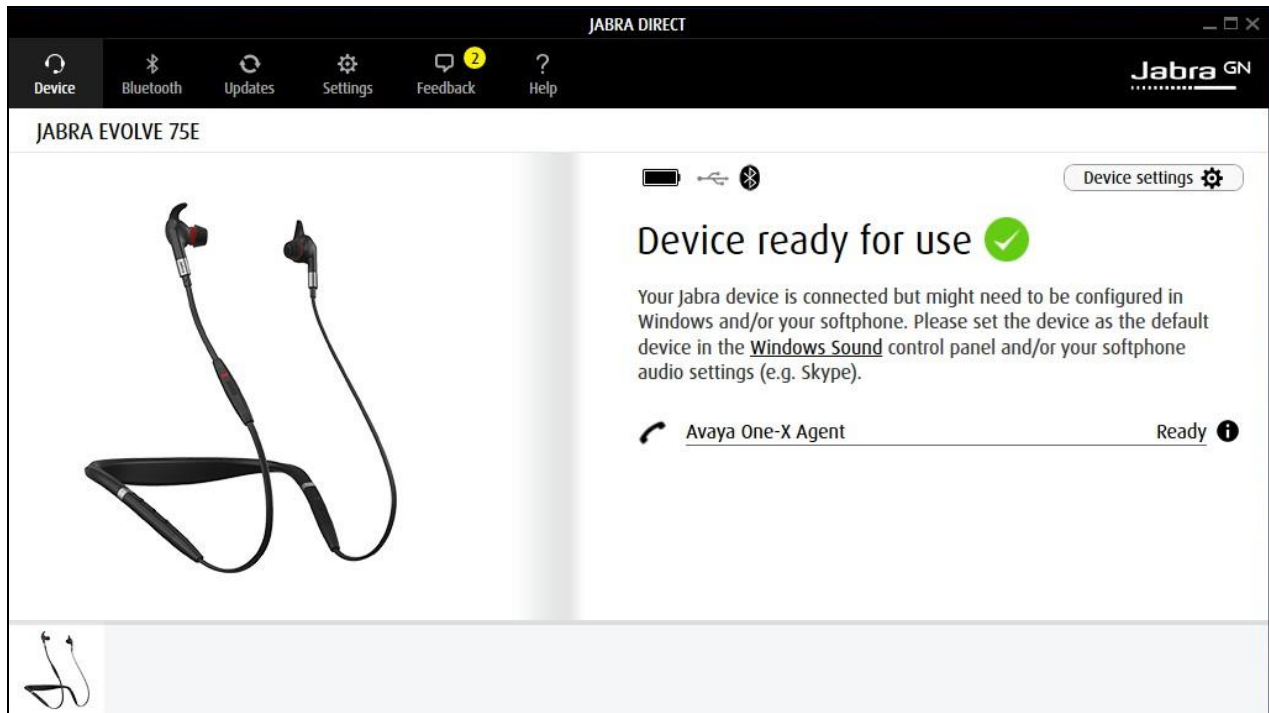 JABRA DIRECT
Device
Bluetooth
Updates
Settings
2
Feedback
?
Help
Jabra GN
JABRA EVOLVE 75E
Device settings
Device ready for use
Your Jabra device is connected but might need to be configured in
Windows and/or your softphone. Please set the device as the default
device in the Windows Sound control panel and/or your softphone
audio settings (e.g. Skype).
Avaya One-X Agent Ready